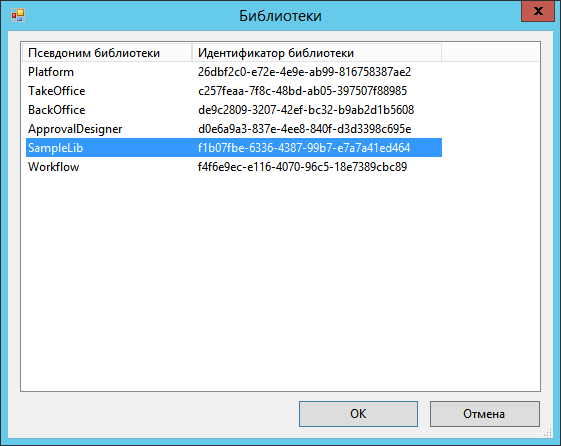 Библиотеки
Псевдоним библиотеки Идентификатор библиотеки
Platform 26dbf2c0-e72e-4e9e-ab99-816758387ae2
TakeOffice c257feaa-7f8c-48bd-ab05-397507f88985
BackOffice de9c2809-3207-42ef-bc32-b9ab2d1b5608
ApprovalDesigner d0e6a9a3-837e-4ee8-840f-d3d3398c695e
SampleLib f1b07fbe-6336-4387-99b7-e7a7a41ed464
Workflow f4f6e9ec-e116-4070-96c5-18e7389cbc89
ОК Отмена